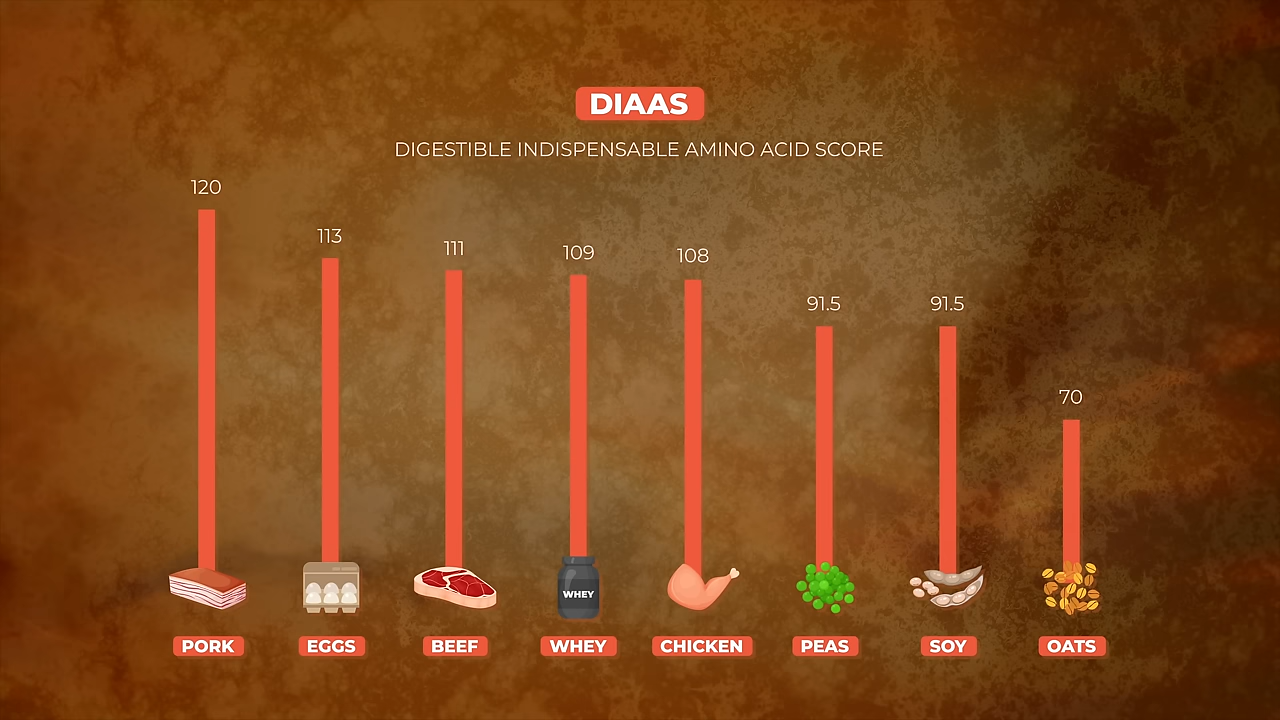 DIAAS
DIGESTIBLE INDISPENSABLE AMINO ACID SCORE
120
113
111
109
108
91.5
91.5
70
WHEY
PORK
EGGS
BEEF
WHEY
CHICKEN
PEAS
SOY
OATS